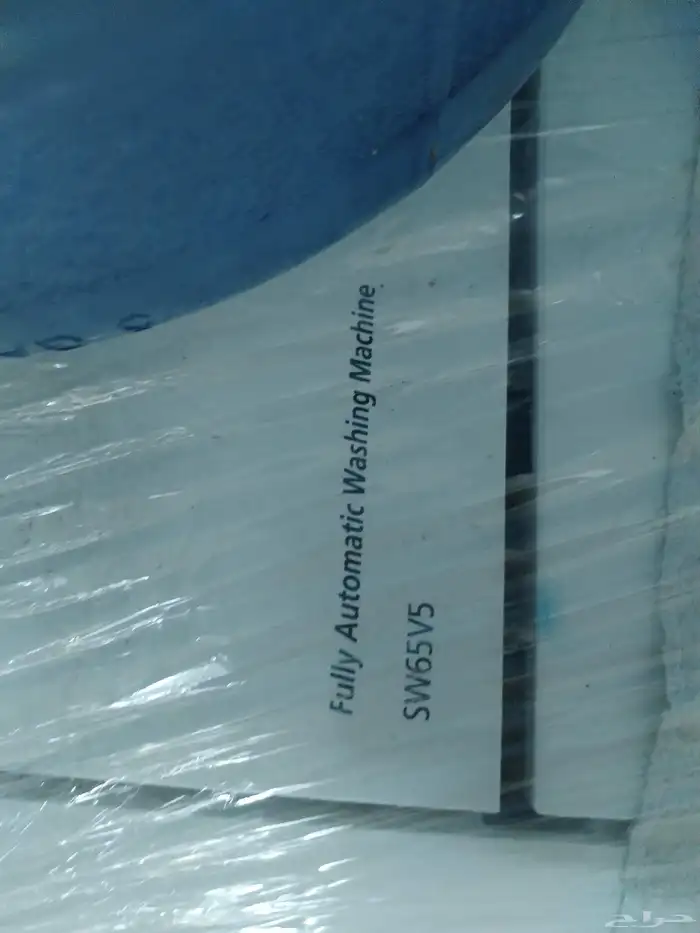 Fully Automatic Washing Machine
SW65V5
حراج